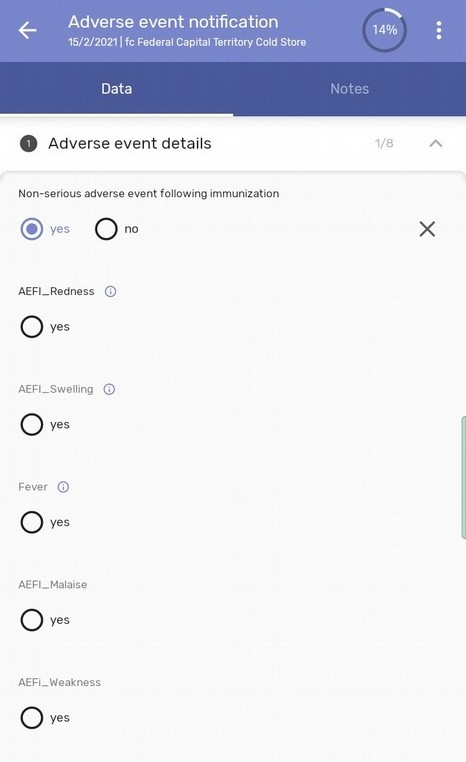 Adverse event notification
15/2/2021 | fc Federal Capital Territory Cold Store
14%
Data
Notes
1 Adverse event details 1/8
Non-serious adverse event following immunization
yes no
AEFI_Redness
yes
AEFI_Swelling
yes
Fever
yes
AEFI_Malaise
yes
AEFi_Weakness
yes